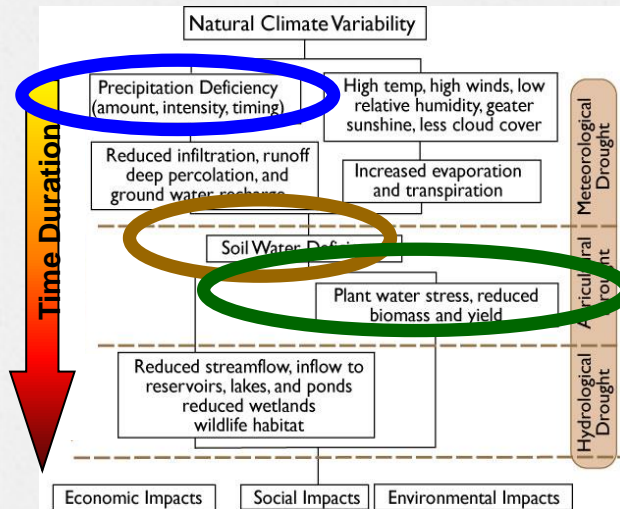 Natural Climate Variability
Precipitation Deficiency
(amount, intensity, timing)
High temp, high winds, low
relative humidity, geater
sunshine, less cloud cover
Reduced infiltration, runoff
deep percolation, and
ground water recharge
Increased evaporation
and transpiration
Meteorological
Drought
Time Duration
Soil Water
Plant water stress, reduced
biomass and yield
Agricultural
Drought
Reduced streamflow, inflow to
reservoirs, lakes, and ponds
reduced wetlands
wildlife habitat
Hydrological
Drought
Economic Impacts
Social Impacts
Environmental Impacts